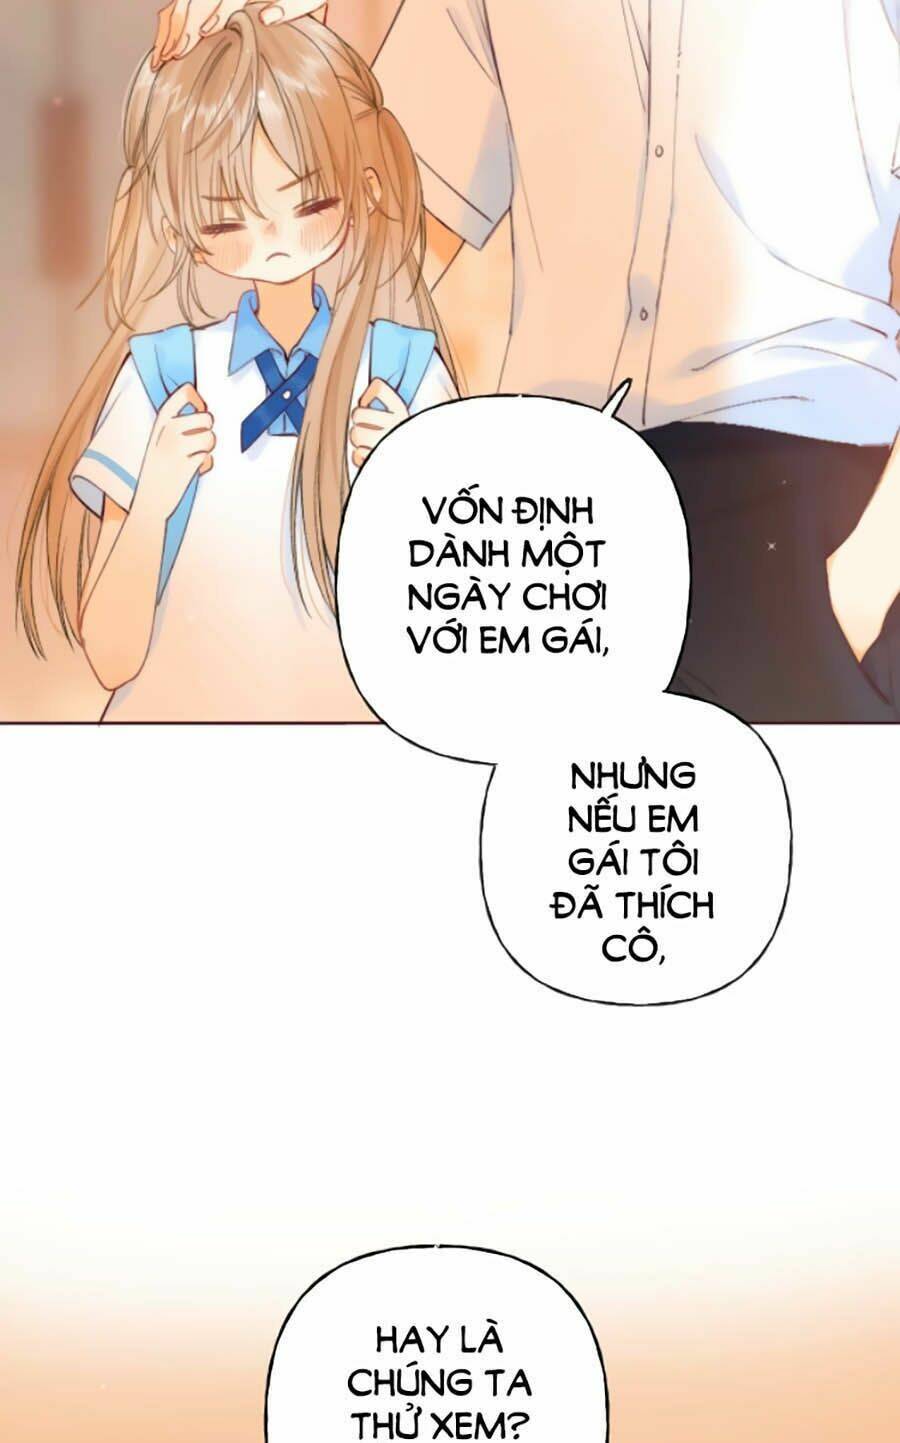 VỐN ĐỊNH
DÀNH MỘT
NGÀY CHƠI
VỚI EM GÁI,
NHƯNG
NẾU EM
GÁI TÔI
ĐÃ THÍCH
CÔ,
HAY LÀ
CHÚNG TA
THỬ XEM?